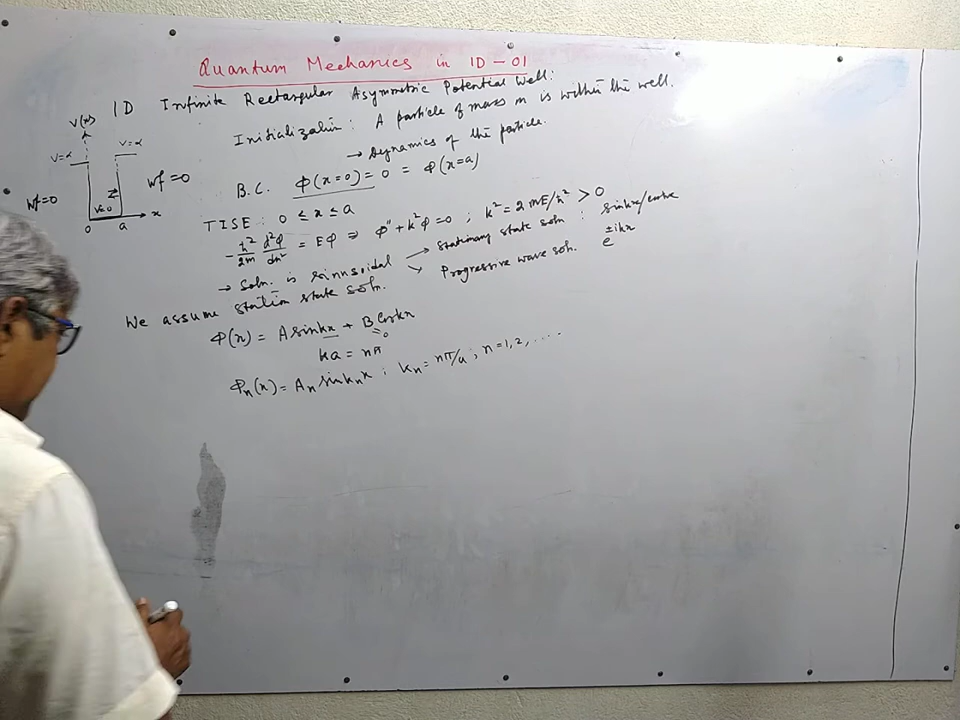 Quantum Mechanics in 1D - 01
1D Infinite Rectangular Asymmetric Potential Well:
Initialization: A particle of mass m is within the well.
→ Dynamics of the particle.
V(x)
V=α
V=α
Wf=0
Wf=0
V=0
0 a x
B.C. Φ(x=0) = 0 = Φ(x=a)
TISE: 0 ≤ x ≤ a
-ħ²/2m d²Φ/dx² = EΦ ⇒ Φ'' + k²Φ=0 ; k² = 2mE/ħ² > 0
→ Soln. is sinusoidal → Stationary state soln : sinkx/coskx
↘ Progressive wave soln. e^±ikx
We assume station state soln.
Φ(x) = A sinkx + B coskx
=0
ka = nπ
Φn(x) = An sinknx ; kn = nπ/a ; n = 1, 2, ....